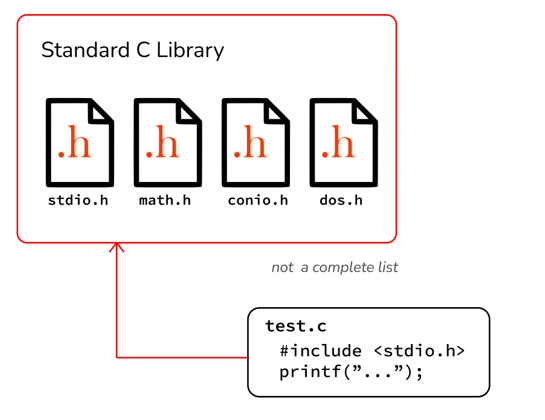 Standard C Library
.h .h .h .h
stdio.h math.h conio.h dos.h
not a complete list
test.c
#include <stdio.h>
printf(”...”);